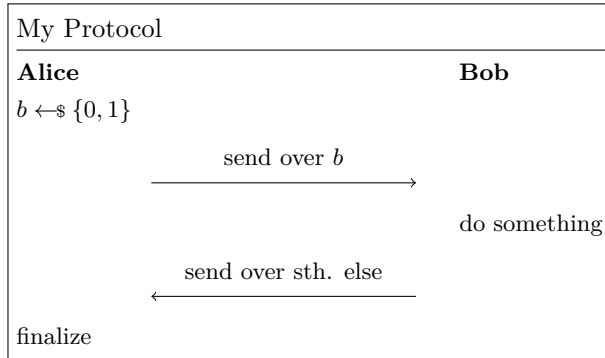 My Protocol
Alice Bob
b ←$ {0, 1}
send over b
do something
send over sth. else
finalize